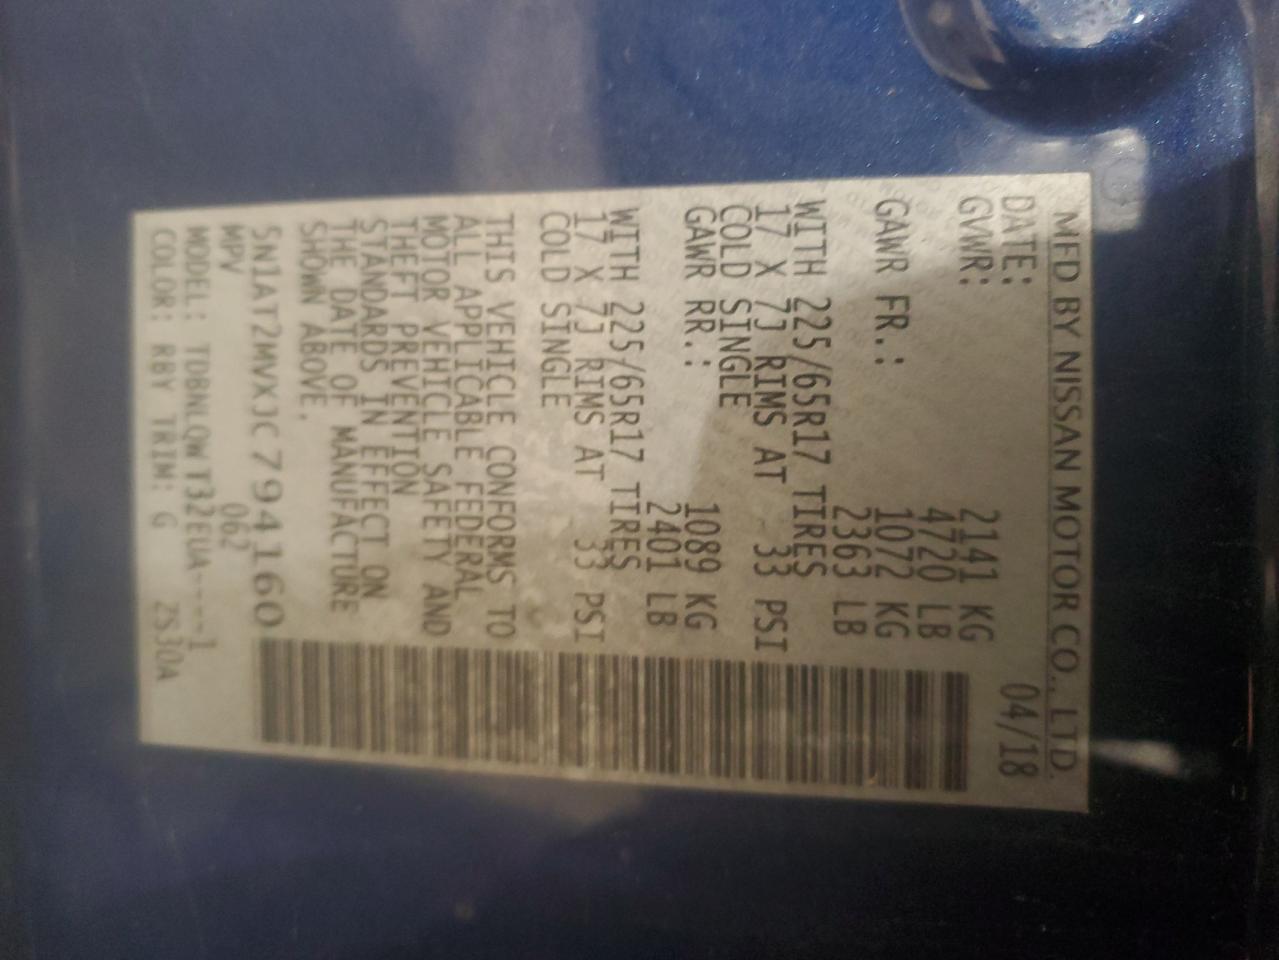 MFD BY NISSAN MOTOR CO., LTD.
DATE: 04/18
GVWR: 2141 KG
4720 LB
GAWR FR.: 1072 KG
2363 LB
WITH 225/65R17 TIRES
17 X 7J RIMS AT 33 PSI
COLD SINGLE
GAWR RR.: 1089 KG
2401 LB
WITH 225/65R17 TIRES
17 X 7J RIMS AT 33 PSI
COLD SINGLE
THIS VEHICLE CONFORMS TO
ALL APPLICABLE FEDERAL
MOTOR VEHICLE SAFETY AND
THEFT PREVENTION
STANDARDS IN EFFECT ON
THE DATE OF MANUFACTURE
SHOWN ABOVE.
5N1AT2MVXJC794160
MPV 062
MODEL: TDBNLQWT32EUA----1
COLOR: RBY TRIM: G 2S30A